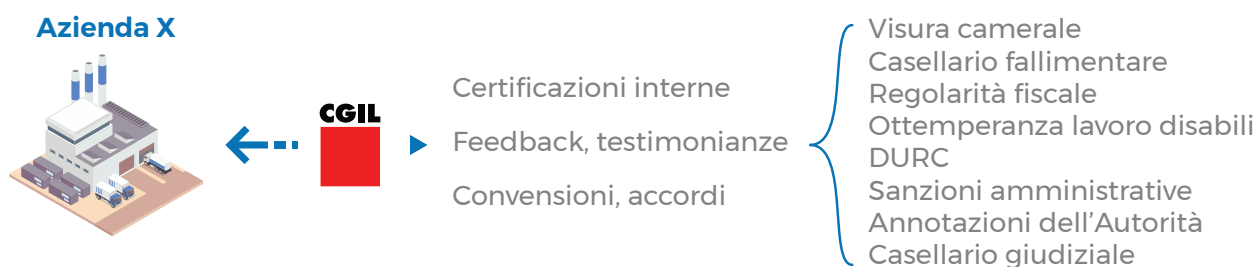 Azienda X
CGIL
Certificazioni interne
Feedback, testimonianze
Convensioni, accordi
Visura camerale
Casellario fallimentare
Regolarità fiscale
Ottemperanza lavoro disabili
DURC
Sanzioni amministrative
Annotazioni dell’Autorità
Casellario giudiziale